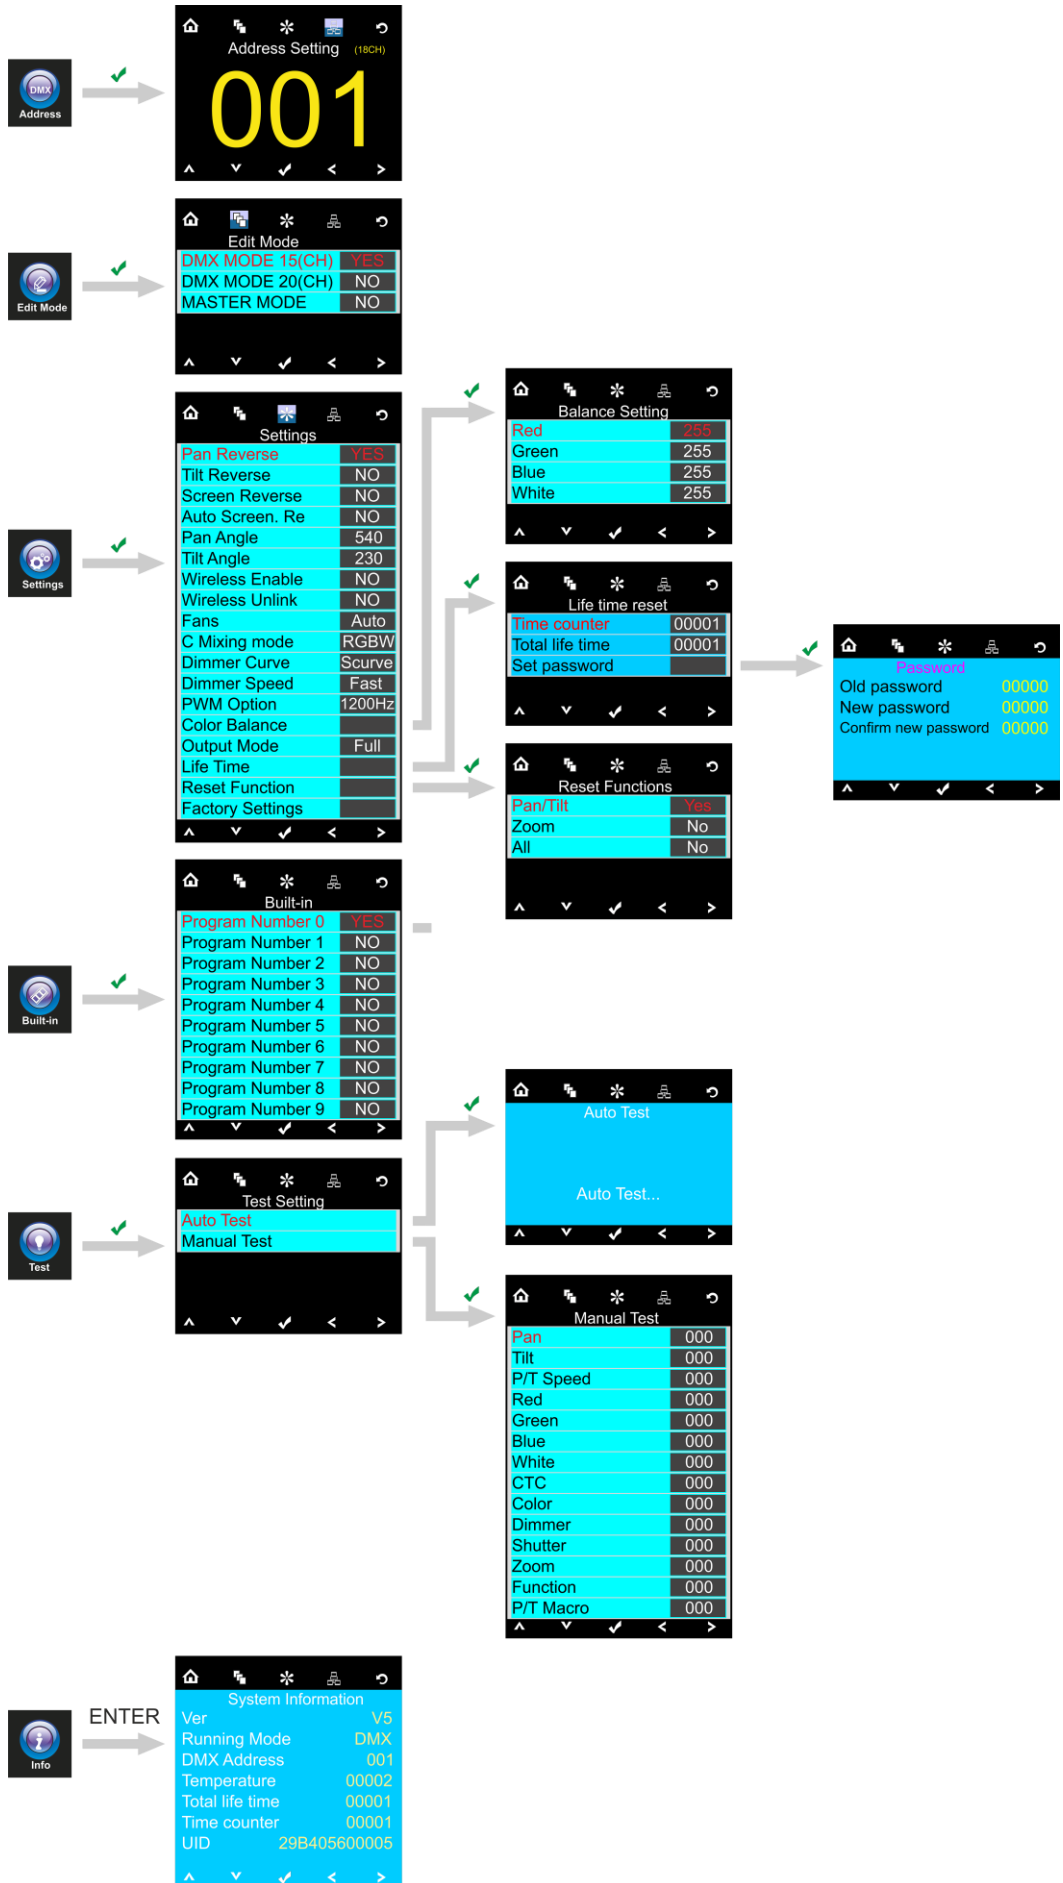 DMX
Address
Address Setting (18CH)
001
Edit Mode
Edit Mode
DMX MODE 15(CH) YES
DMX MODE 20(CH) NO
MASTER MODE NO
Settings
Settings
Pan Reverse YES
Tilt Reverse NO
Screen Reverse NO
Auto Screen. Re NO
Pan Angle 540
Tilt Angle 230
Wireless Enable NO
Wireless Unlink NO
Fans Auto
C Mixing mode RGBW
Dimmer Curve Scurve
Dimmer Speed Fast
PWM Option 1200Hz
Color Balance
Output Mode Full
Life Time
Reset Function
Factory Settings
Balance Setting
Red 255
Green 255
Blue 255
White 255
Life time reset
Time counter 00001
Total life time 00001
Set password
Password
Old password 00000
New password 00000
Confirm new password 00000
Reset Functions
Pan/Tilt Yes
Zoom No
All No
Built-in
Built-in
Program Number 0 YES
Program Number 1 NO
Program Number 2 NO
Program Number 3 NO
Program Number 4 NO
Program Number 5 NO
Program Number 6 NO
Program Number 7 NO
Program Number 8 NO
Program Number 9 NO
Test
Test Setting
Auto Test
Manual Test
Auto Test
Auto Test...
Manual Test
Pan 000
Tilt 000
P/T Speed 000
Red 000
Green 000
Blue 000
White 000
CTC 000
Color 000
Dimmer 000
Shutter 000
Zoom 000
Function 000
P/T Macro 000
Info
ENTER
System Information
Ver V5
Running Mode DMX
DMX Address 001
Temperature 00002
Total life time 00001
Time counter 00001
UID 29B405600005